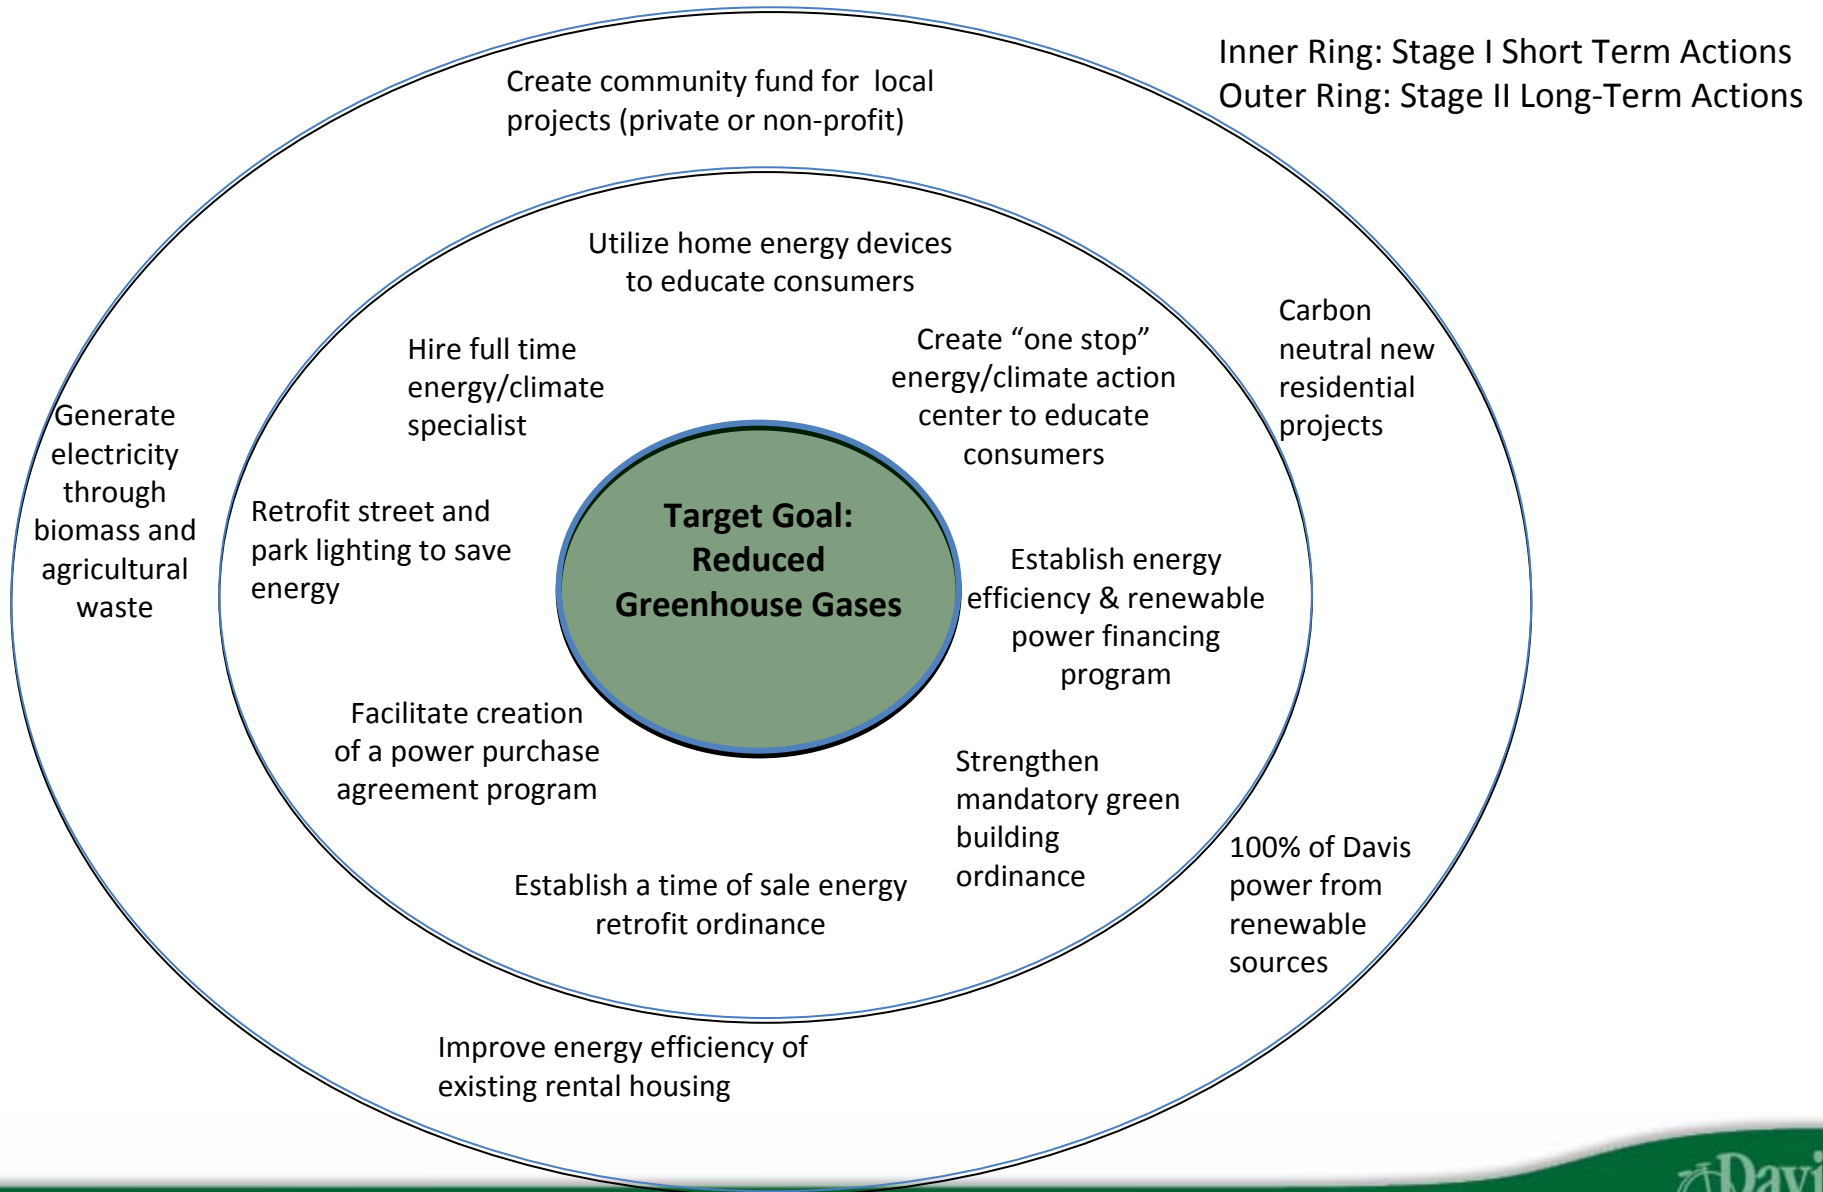 Inner Ring: Stage I Short Term Actions
Outer Ring: Stage II Long-Term Actions
Create community fund for local
projects (private or non-profit)
Utilize home energy devices
to educate consumers
Hire full time
energy/climate
specialist
Create “one stop”
energy/climate action
center to educate
consumers
Carbon
neutral new
residential
projects
Generate
electricity
through
biomass and
agricultural
waste
Retrofit street and
park lighting to save
energy
Target Goal:
Reduced
Greenhouse Gases
Establish energy
efficiency & renewable
power financing
program
Facilitate creation
of a power purchase
agreement program
Strengthen
mandatory green
building
ordinance
100% of Davis
power from
renewable
sources
Establish a time of sale energy
retrofit ordinance
Improve energy efficiency of
existing rental housing
Davi